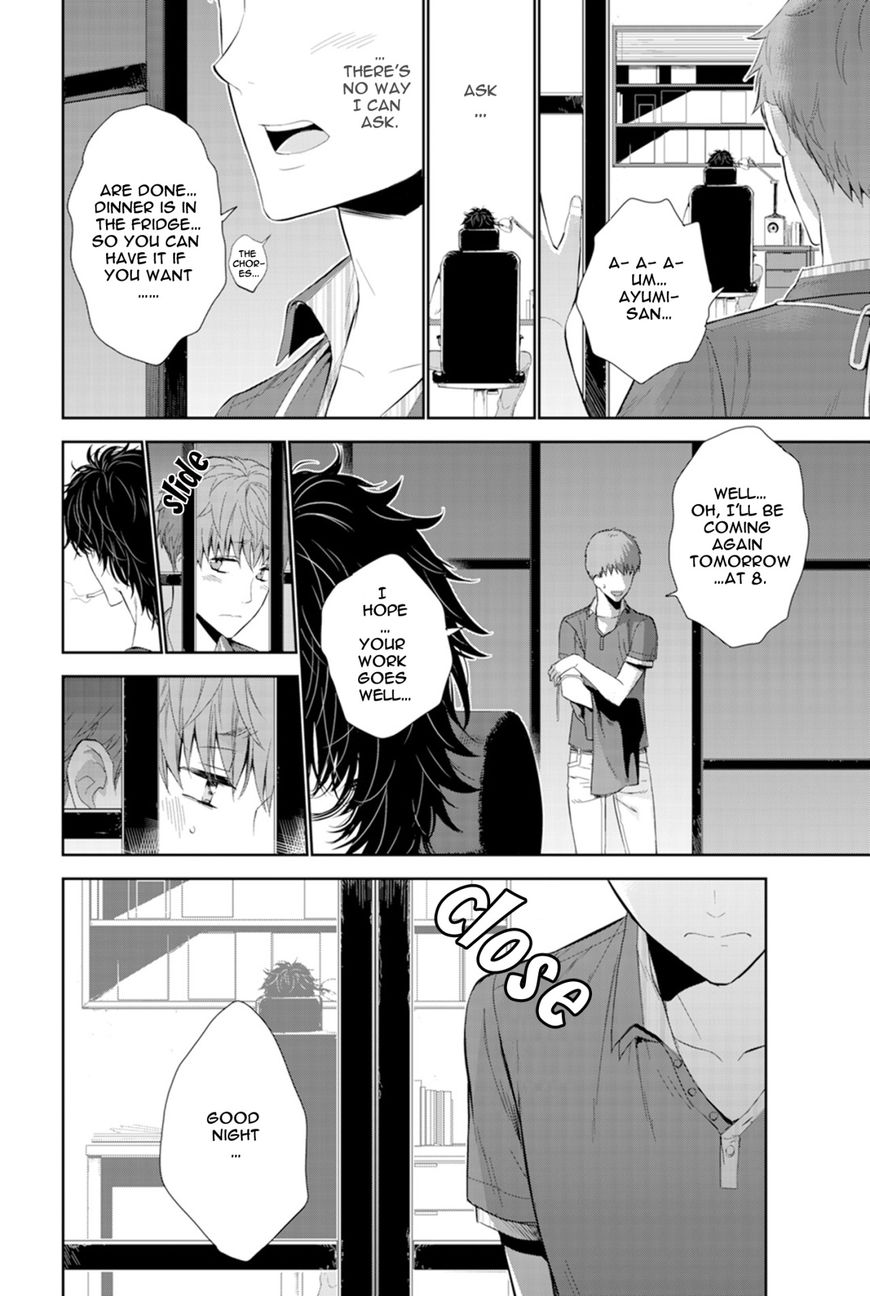 A- A- A-
UM...
AYUMI-
SAN...
ASK
...
...
THERE'S
NO WAY
I CAN
ASK.
THE
CHOR-
ES...
ARE DONE...
DINNER IS IN
THE FRIDGE...
SO YOU CAN
HAVE IT IF
YOU WANT
......
WELL...
OH, I'LL BE
COMING
AGAIN
TOMORROW
...AT 8.
I
HOPE
...
YOUR
WORK
GOES
WELL...
slide
close
GOOD
NIGHT
...